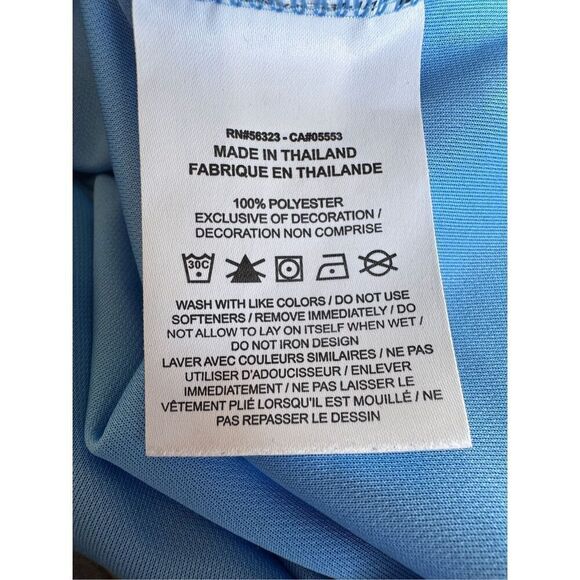 RN#56323 - CA#05553
MADE IN THAILAND
FABRIQUE EN THAILANDE
100% POLYESTER
EXCLUSIVE OF DECORATION /
DECORATION NON COMPRISE
30C
WASH WITH LIKE COLORS / DO NOT USE
SOFTENERS / REMOVE IMMEDIATELY / DO
NOT ALLOW TO LAY ON ITSELF WHEN WET /
DO NOT IRON DESIGN
LAVER AVEC COULEURS SIMILAIRES / NE PAS
UTILISER D'ADOUCISSEUR / ENLEVER
IMMEDIATEMENT / NE PAS LAISSER LE
VÊTEMENT PLIÉ LORSQU'IL EST MOUILLÉ / NE
PAS REPASSER LE DESSIN